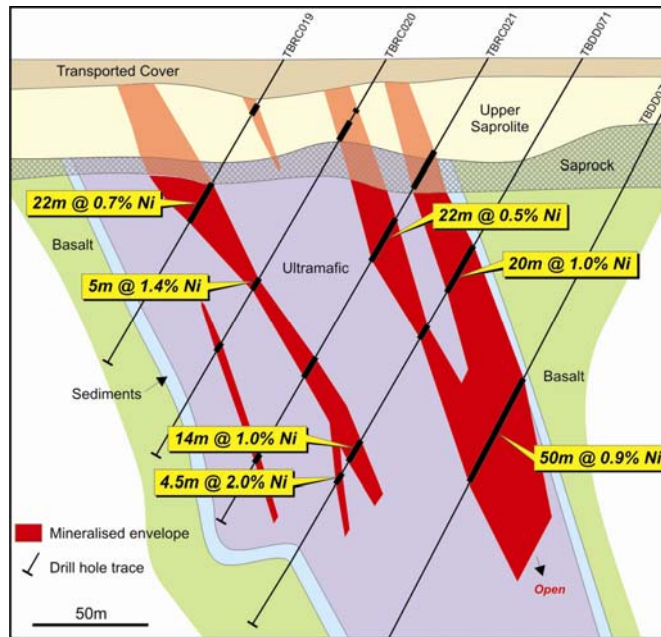 TBRC019
TBRC020
TBRC021
TBDD071
Transported Cover
Upper
Saprolite
Saprock
22m @ 0.7% Ni
22m @ 0.5% Ni
Basalt
Ultramafic
20m @ 1.0% Ni
5m @ 1.4% Ni
Sediments
Basalt
14m @ 1.0% Ni
50m @ 0.9% Ni
4.5m @ 2.0% Ni
Mineralised envelope
Drill hole trace
Open
50m